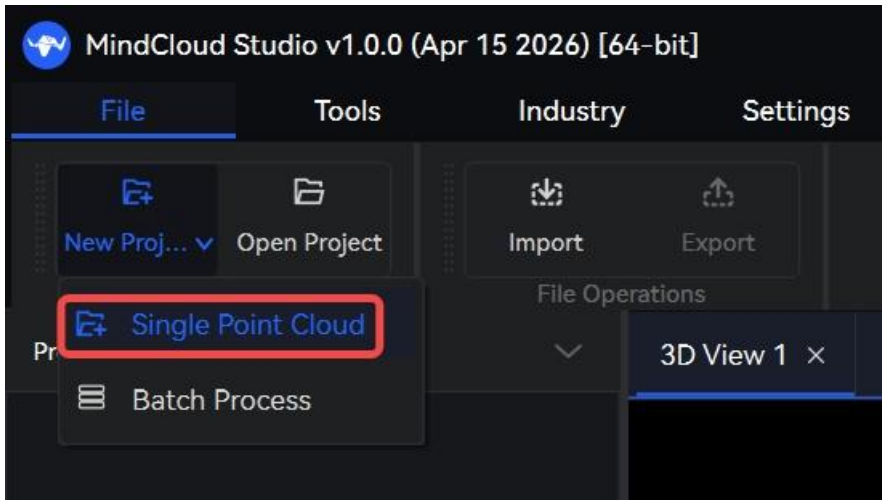 MindCloud Studio v1.0.0 (Apr 15 2026) [64-bit]
File Tools Industry Settings
New Proj... Open Project Import Export
File Operations
Single Point Cloud
Pr
3D View 1 ×
Batch Process